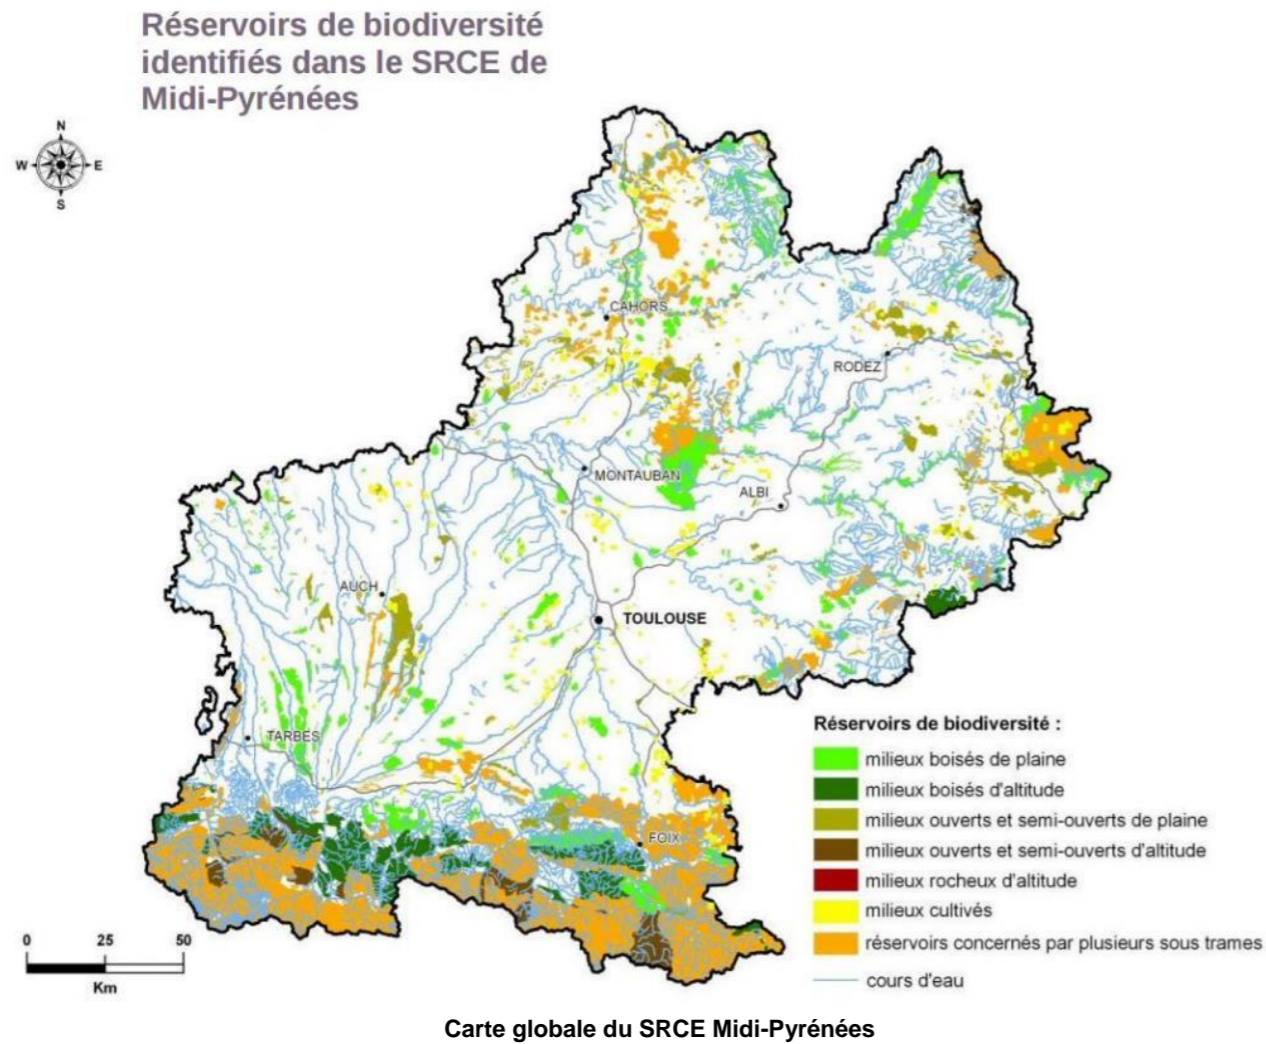 Réservoirs de biodiversité
identifiés dans le SRCE de
Midi-Pyrénées
N
W
E
S
CAHORS
RODEZ
MONTAUBAN
ALBI
AUCH
TOULOUSE
TARBES
FOIX
Réservoirs de biodiversité :
milieux boisés de plaine
milieux boisés d'altitude
milieux ouverts et semi-ouverts de plaine
milieux ouverts et semi-ouverts d'altitude
milieux rocheux d'altitude
milieux cultivés
réservoirs concernés par plusieurs sous trames
cours d'eau
0 25 50
Km
Carte globale du SRCE Midi-Pyrénées